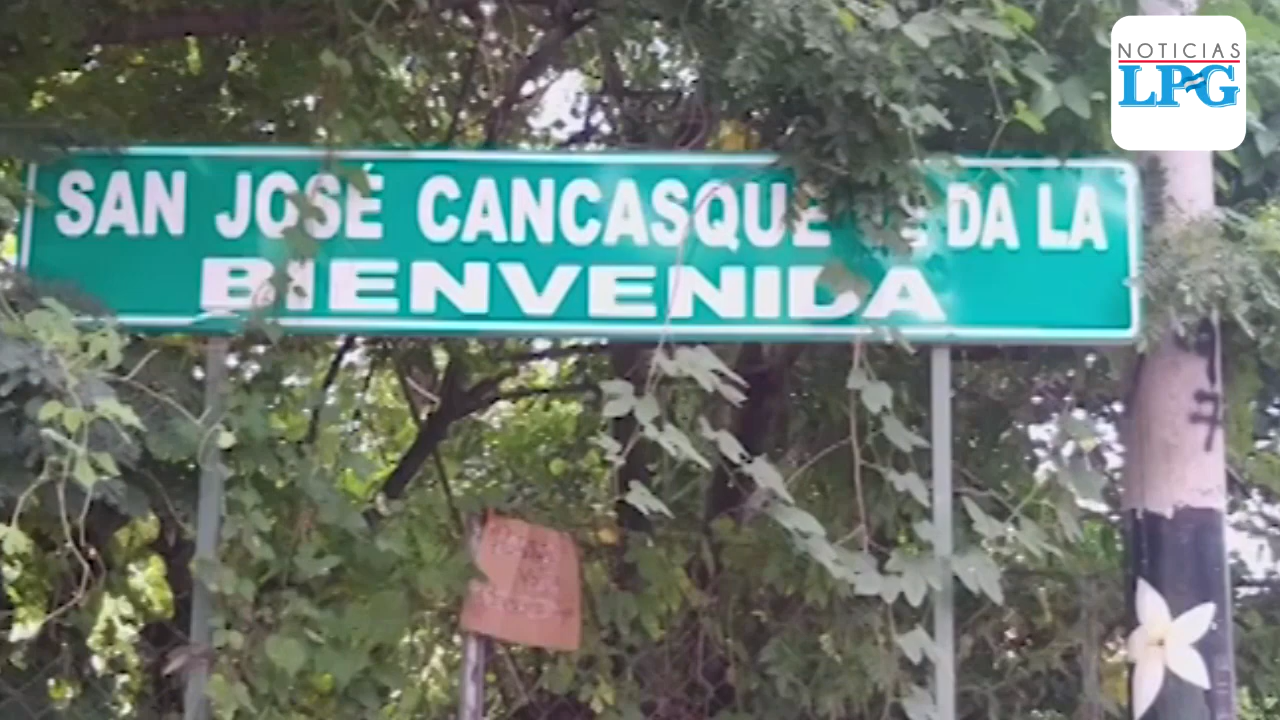 NOTICIAS
LPG
SAN JOSÉ CANCASQUE DA LA
BIENVENIDA
#